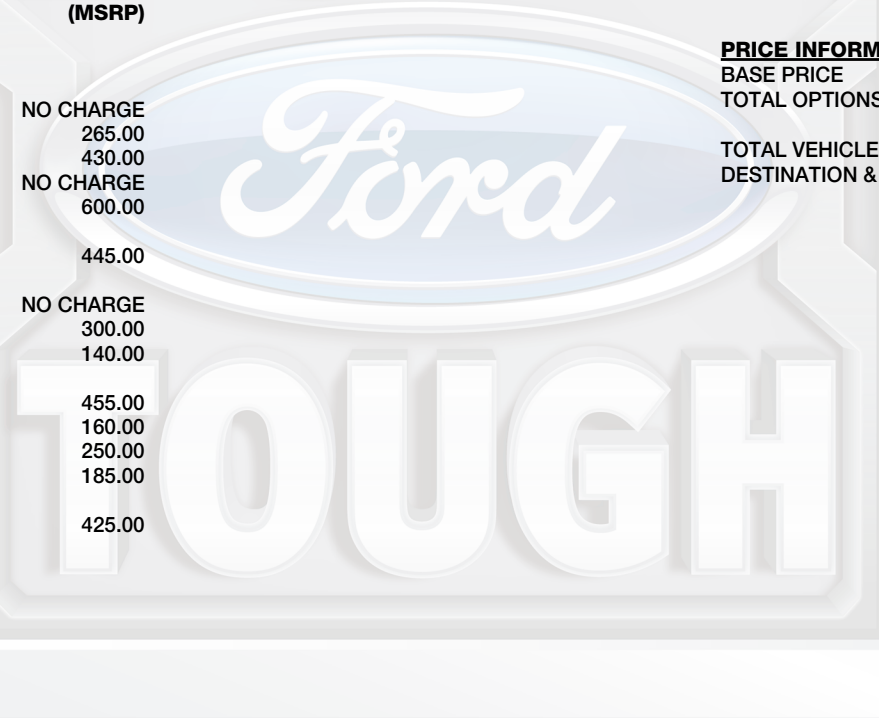 (MSRP)
NO CHARGE
265.00
430.00
NO CHARGE
600.00
445.00
NO CHARGE
300.00
140.00
455.00
160.00
250.00
185.00
425.00
PRICE INFORM
BASE PRICE
TOTAL OPTIONS
TOTAL VEHICLE
DESTINATION &
Ford
TOUGH